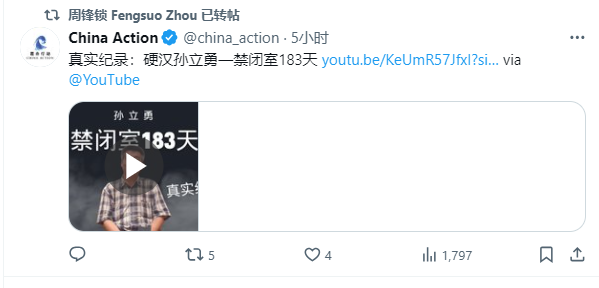 周锋锁 Fengsuo Zhou 已转帖
China Action @china_action · 5小时
真实纪录：硬汉孙立勇—禁闭室183天 youtu.be/KeUmR57JfxI?si... via
@YouTube
孙立勇
禁闭室183天
真实纪
5
4
1,797